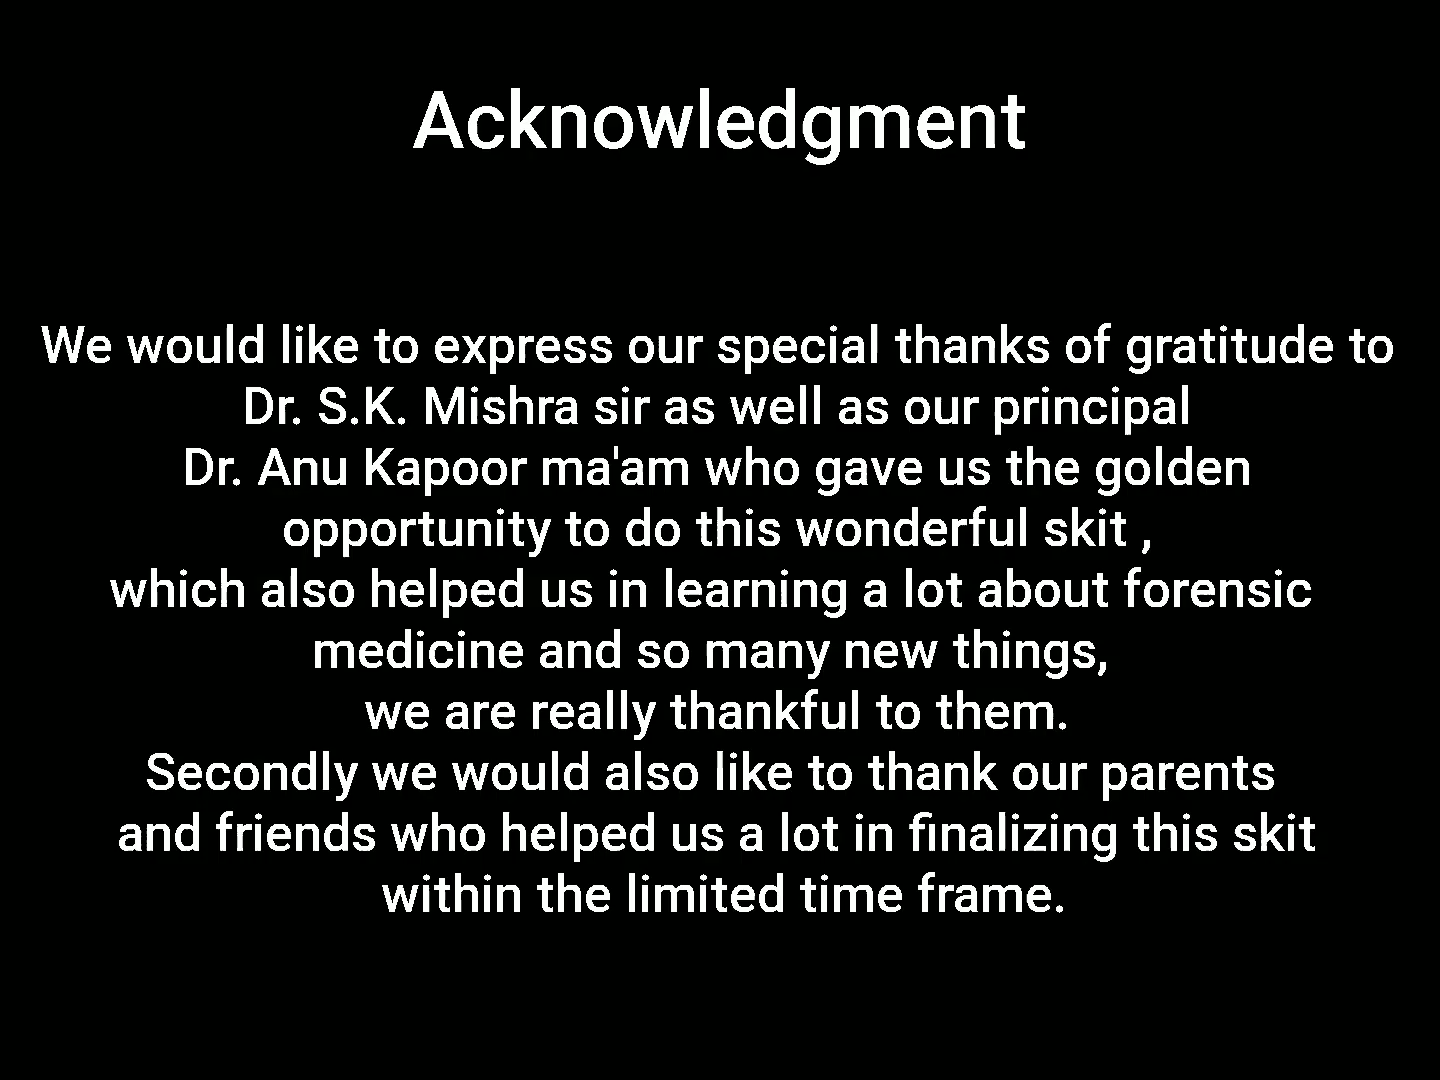 Acknowledgment
We would like to express our special thanks of gratitude to
Dr. S.K. Mishra sir as well as our principal
Dr. Anu Kapoor ma'am who gave us the golden
opportunity to do this wonderful skit ,
which also helped us in learning a lot about forensic
medicine and so many new things,
we are really thankful to them.
Secondly we would also like to thank our parents
and friends who helped us a lot in finalizing this skit
within the limited time frame.